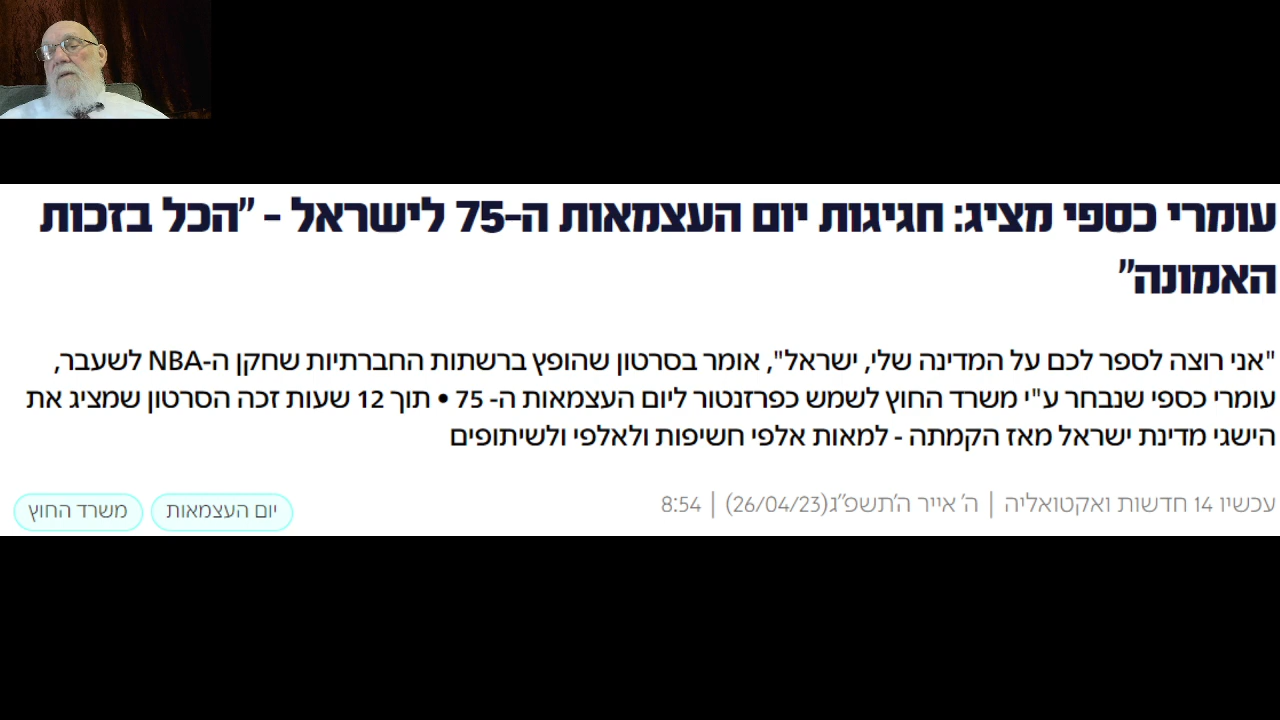 עומרי כספי מציג: חגיגות יום העצמאות ה-75 לישראל - "הכל בזכות
האמונה"
"אני רוצה לספר לכם על המדינה שלי, ישראל", אומר בסרטון שהופץ ברשתות החברתיות שחקן ה-NBA לשעבר,
עומרי כספי שנבחר ע"י משרד החוץ לשמש כפרזנטור ליום העצמאות ה- 75 • תוך 12 שעות זכה הסרטון שמציג את
הישגי מדינת ישראל מאז הקמתה - למאות אלפי חשיפות ולאלפי ולשיתופים
עכשיו 14 חדשות ואקטואליה | ה' אייר ה'תשפ"ג(26/04/23) | 8:54
יום העצמאות
משרד החוץ